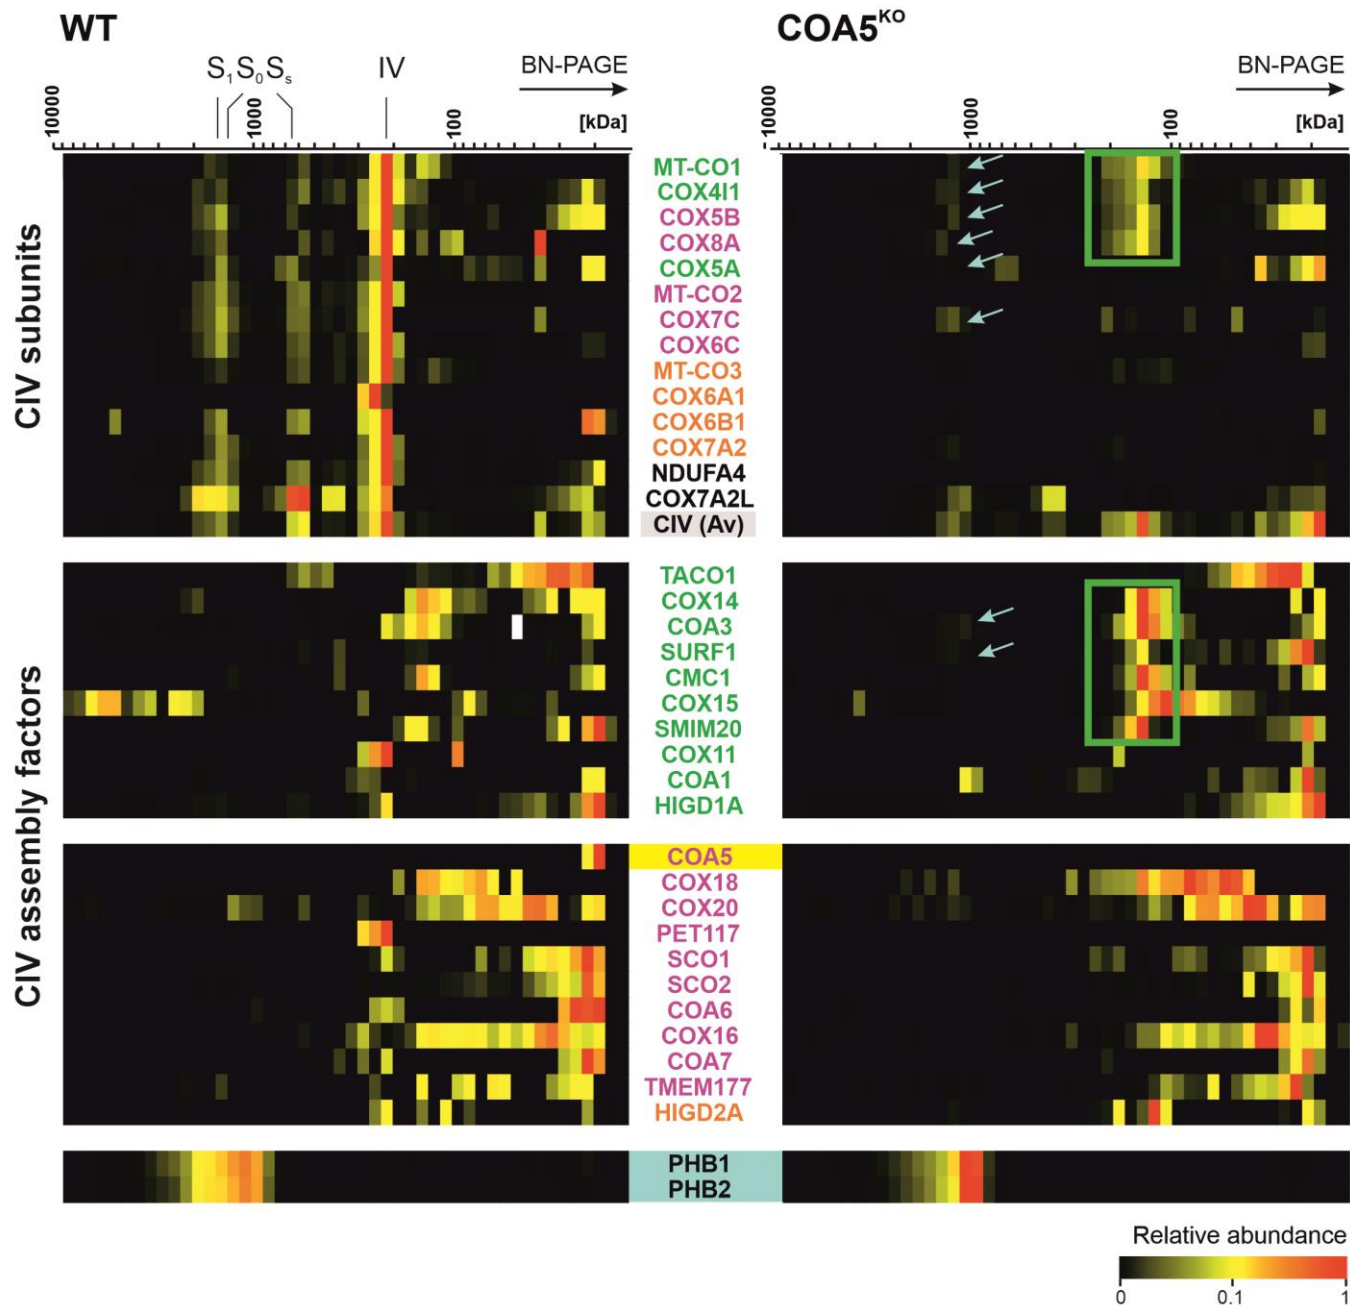 WT
COA5KO
S1 S0 Ss
IV
BN-PAGE
BN-PAGE
10000
1000
100
[kDa]
10000
1000
100
[kDa]
CIV subunits
MT-CO1
COX4I1
COX5B
COX8A
COX5A
MT-CO2
COX7C
COX6C
MT-CO3
COX6A1
COX6B1
COX7A2
NDUFA4
COX7A2L
CIV (Av)
CIV assembly factors
TACO1
COX14
COA3
SURF1
CMC1
COX15
SMIM20
COX11
COA1
HIGD1A
COA5
COX18
COX20
PET117
SCO1
SCO2
COA6
COX16
COA7
TMEM177
HIGD2A
PHB1
PHB2
Relative abundance
0 0.1 1